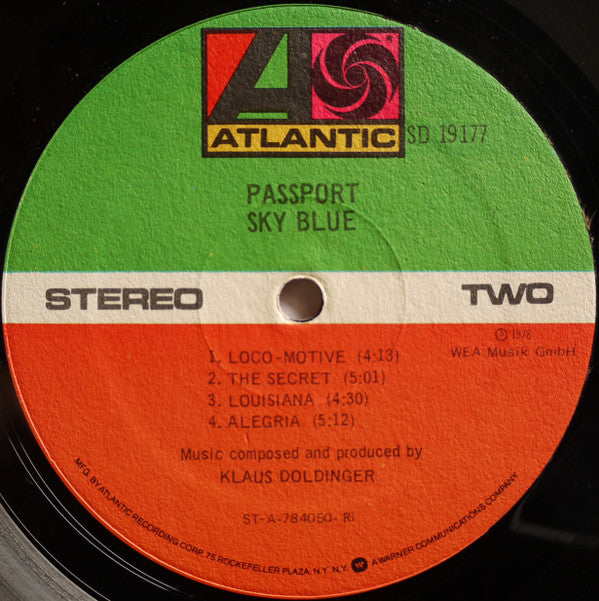 ATLANTIC
SD 19177
PASSPORT
SKY BLUE
STEREO
TWO
Ⓟ 1978
WEA Musik GmbH
1. LOCO-MOTIVE (4:13)
2. THE SECRET (5:01)
3. LOUISIANA (4:30)
4. ALEGRIA (5:12)
Music composed and produced by
KLAUS DOLDINGER
ST-A-784050-RI
MFG. BY ATLANTIC RECORDING CORP., 75 ROCKEFELLER PLAZA, N.Y. N.Y. A WARNER COMMUNICATIONS COMPANY